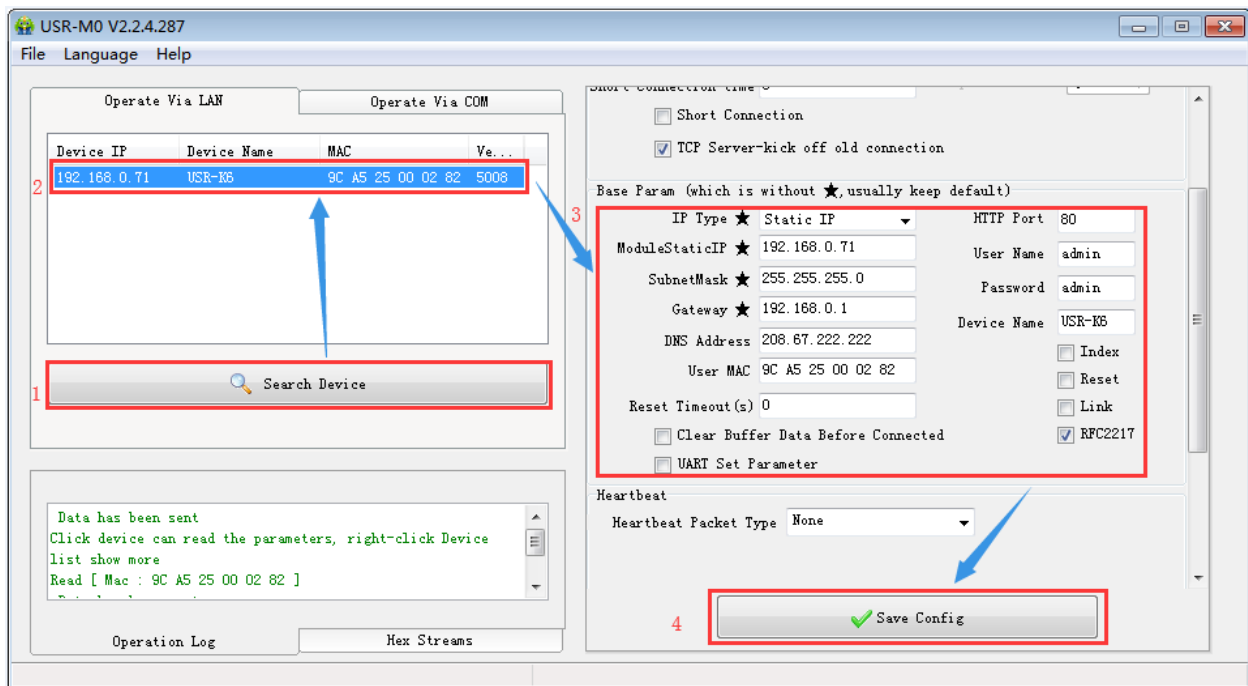 USR-M0 V2.2.4.287
File Language Help
Operate Via LAN Operate Via COM
Device IP Device Name MAC Ve...
2 192.168.0.71 USR-K6 9C A5 25 00 02 82 5008
1 Search Device
Data has been sent
Click device can read the parameters, right-click Device
list show more
Read [ Mac : 9C A5 25 00 02 82 ]
Operation Log Hex Streams
Short Connection time
Short Connection
TCP Server-kick off old connection
Base Param (which is without ★,usually keep default)
3
IP Type ★ Static IP HTTP Port 80
ModuleStaticIP ★ 192.168.0.71 User Name admin
SubnetMask ★ 255.255.255.0 Password admin
Gateway ★ 192.168.0.1 Device Name USR-K6
DNS Address 208.67.222.222 Index
User MAC 9C A5 25 00 02 82 Reset
Reset Timeout(s) 0 Link
Clear Buffer Data Before Connected RFC2217
UART Set Parameter
Heartbeat
Heartbeat Packet Type None
4 Save Config